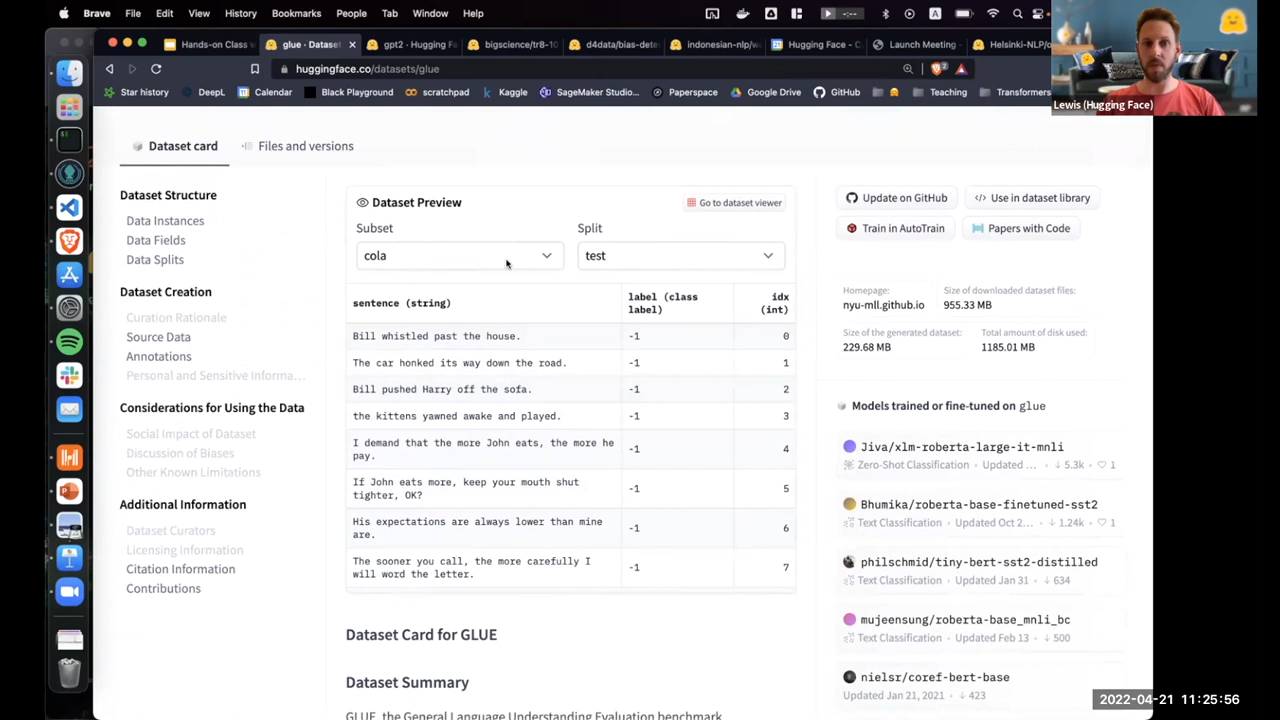 Brave File Edit View History Bookmarks People Tab Window Help
Hands-on Class
glue · Datase
gpt2 · Hugging F
bigscience/tr8-10
d4data/bias-dete
indonesian-nlp/w
Hugging Face - C
Launch Meeting -
Helsinki-NLP/o
huggingface.co/datasets/glue
Star history DeepL Calendar Black Playground scratchpad Kaggle SageMaker Studio Paperspace Google Drive GitHub Teaching Transformers
Lewis (Hugging Face)
Dataset card Files and versions
Dataset Structure
Data Instances
Data Fields
Data Splits
Dataset Creation
Curation Rationale
Source Data
Annotations
Personal and Sensitive Informa...
Considerations for Using the Data
Social Impact of Dataset
Discussion of Biases
Other Known Limitations
Additional Information
Dataset Curators
Licensing Information
Citation Information
Contributions
Dataset Preview Go to dataset viewer
Subset Split
cola test
sentence (string) label (class label) idx (int)
Bill whistled past the house. -1 0
The car honked its way down the road. -1 1
Bill pushed Harry off the sofa. -1 2
the kittens yawned awake and played. -1 3
I demand that the more John eats, the more he
pay. -1 4
If John eats more, keep your mouth shut
tighter, OK? -1 5
His expectations are always lower than mine
are. -1 6
The sooner you call, the more carefully I
will word the letter. -1 7
Dataset Card for GLUE
Dataset Summary
GLUE, the General Language Understanding Evaluation benchmark
Update on GitHub Use in dataset library
Train in AutoTrain Papers with Code
Homepage: Size of downloaded dataset files:
nyu-mll.github.io 955.33 MB
Size of the generated dataset: Total amount of disk used:
229.68 MB 1185.01 MB
Models trained or fine-tuned on glue
Jiva/xlm-roberta-large-it-mnli
Zero-Shot Classification • Updated ... • ↓ 5.3k • ♡ 1
Bhumika/roberta-base-finetuned-sst2
Text Classification • Updated Oct 2... • ↓ 1.24k • ♡ 1
philschmid/tiny-bert-sst2-distilled
Text Classification • Updated Jan 31 • ↓ 634
mujeensung/roberta-base_mnli_bc
Text Classification • Updated Feb 13 • ↓ 500
nielsr/coref-bert-base
Updated Jan 21, 2021 • ↓ 423
2022-04-21 11:25:56